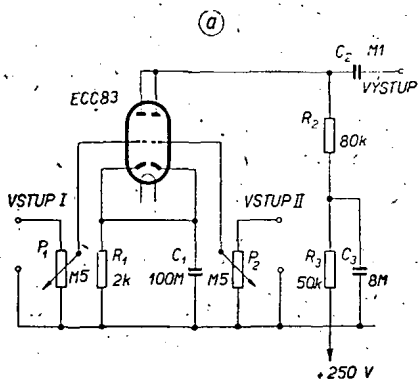 a
C2 M1
ECC83
VÝSTUP
R2
80k
VSTUP I
VSTUP II
P1
M5
R1
2k
C1
100M
P2
M5
R3
50k
C3
8M
+250 V